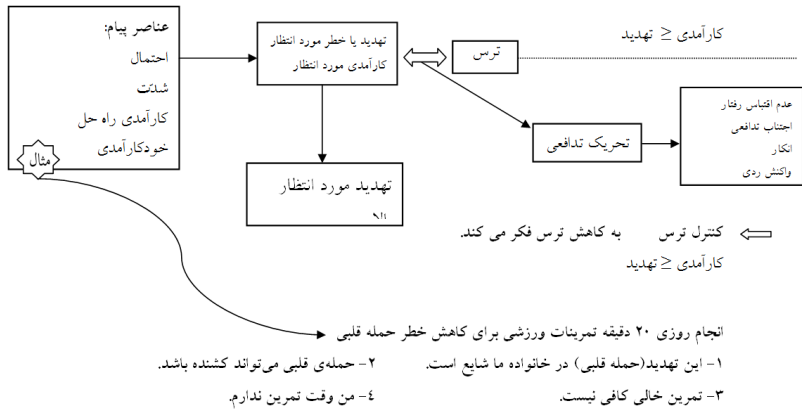 عناصر پیام:
احتمال
شدّت
کارآمدی راه حل
خودکارآمدی
مثال
تهدید یا خطر مورد انتظار
کارآمدی مورد انتظار
ترس
کارآمدی ≥ تهدید
تهدید مورد انتظار
تحریک تدافعی
عدم اقتباس رفتار
اجتناب تدافعی
انکار
واکنش ردی
کنترل ترس به کاهش ترس فکر می کند.
کارآمدی ≥ تهدید
انجام روزی ۲۰ دقیقه تمرینات ورزشی برای کاهش خطر حمله قلبی
۱- این تهدید(حمله قلبی) در خانواده ما شایع است. ۲- حمله‌ی قلبی می‌تواند کشنده باشد.
۳- تمرین خالی کافی نیست. ۴- من وقت تمرین ندارم.